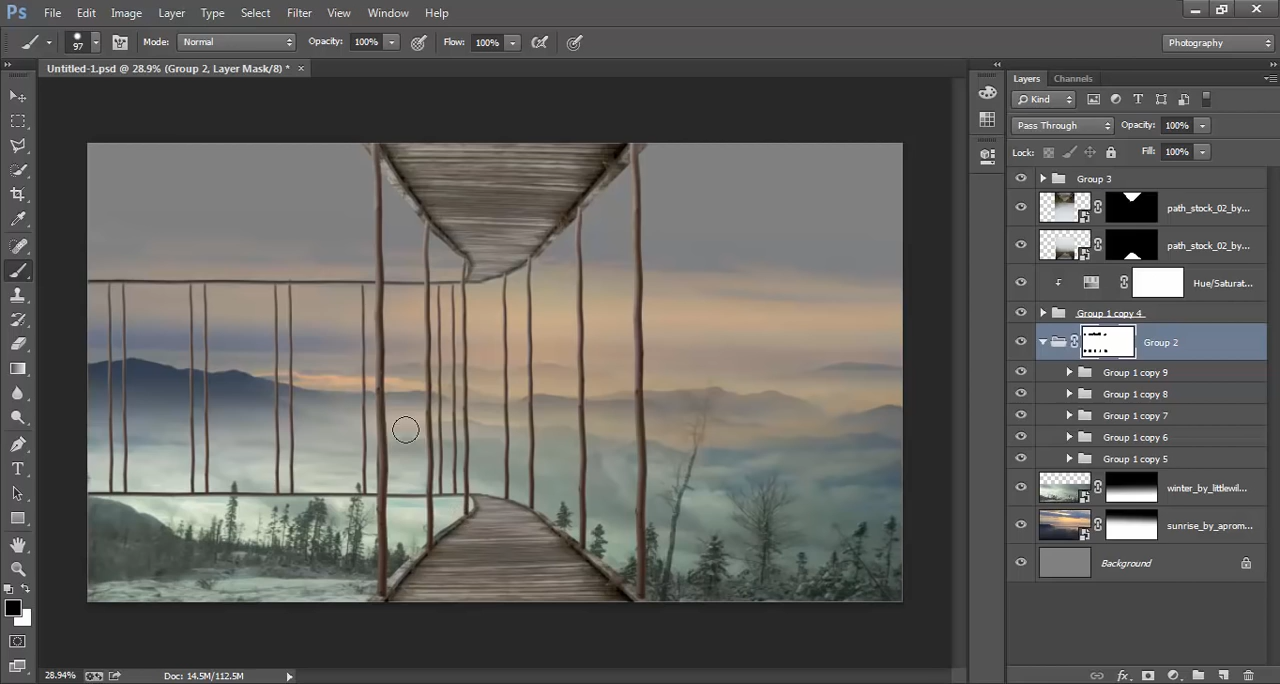 Ps File Edit Image Layer Type Select Filter View Window Help
97 Mode: Normal Opacity: 100% Flow: 100% Photography
Untitled-1.psd @ 28.9% (Group 2, Layer Mask/8) * ×
Layers Channels
Kind
Pass Through Opacity: 100%
Lock: Fill: 100%
Group 3
path_stock_02_by...
path_stock_02_by...
Hue/Saturat...
Group 1 copy 4
Group 2
Group 1 copy 9
Group 1 copy 8
Group 1 copy 7
Group 1 copy 6
Group 1 copy 5
winter_by_littlewil...
sunrise_by_aprom...
Background
28.94% Doc: 14.5M/112.5M